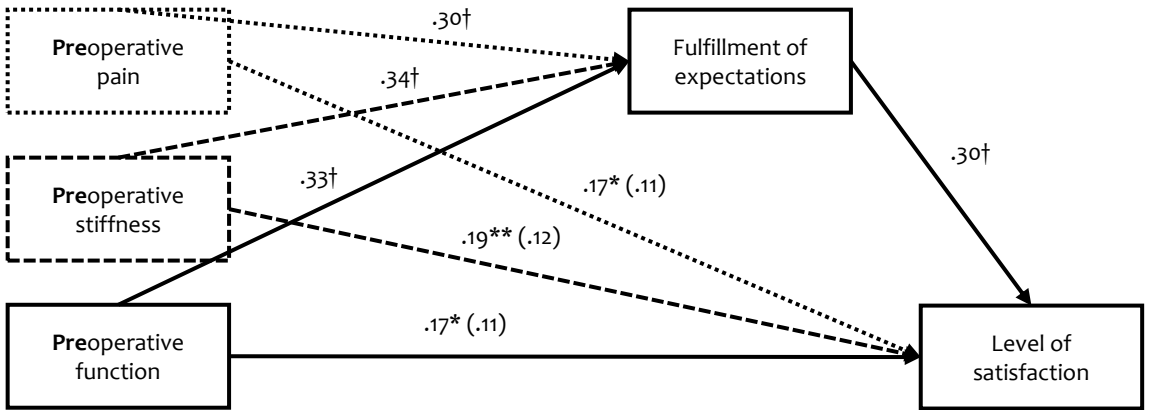 Preoperative
pain
.30†
Fulfillment of
expectations
.34†
Preoperative
stiffness
.33†
.30†
.17* (.11)
.19** (.12)
Preoperative
function
.17* (.11)
Level of
satisfaction